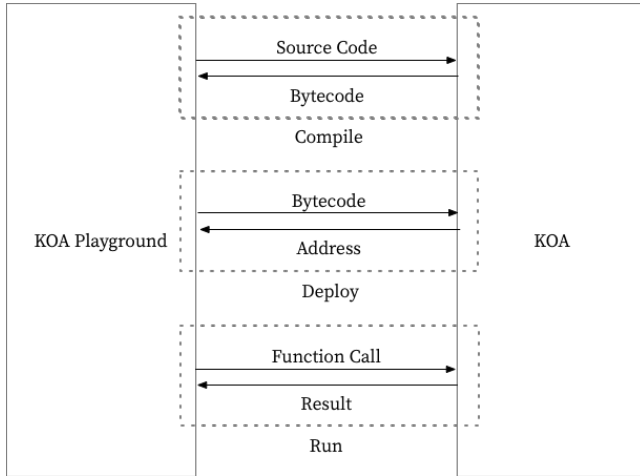 Source Code
Bytecode
Compile
Bytecode
KOA Playground
KOA
Address
Deploy
Function Call
Result
Run